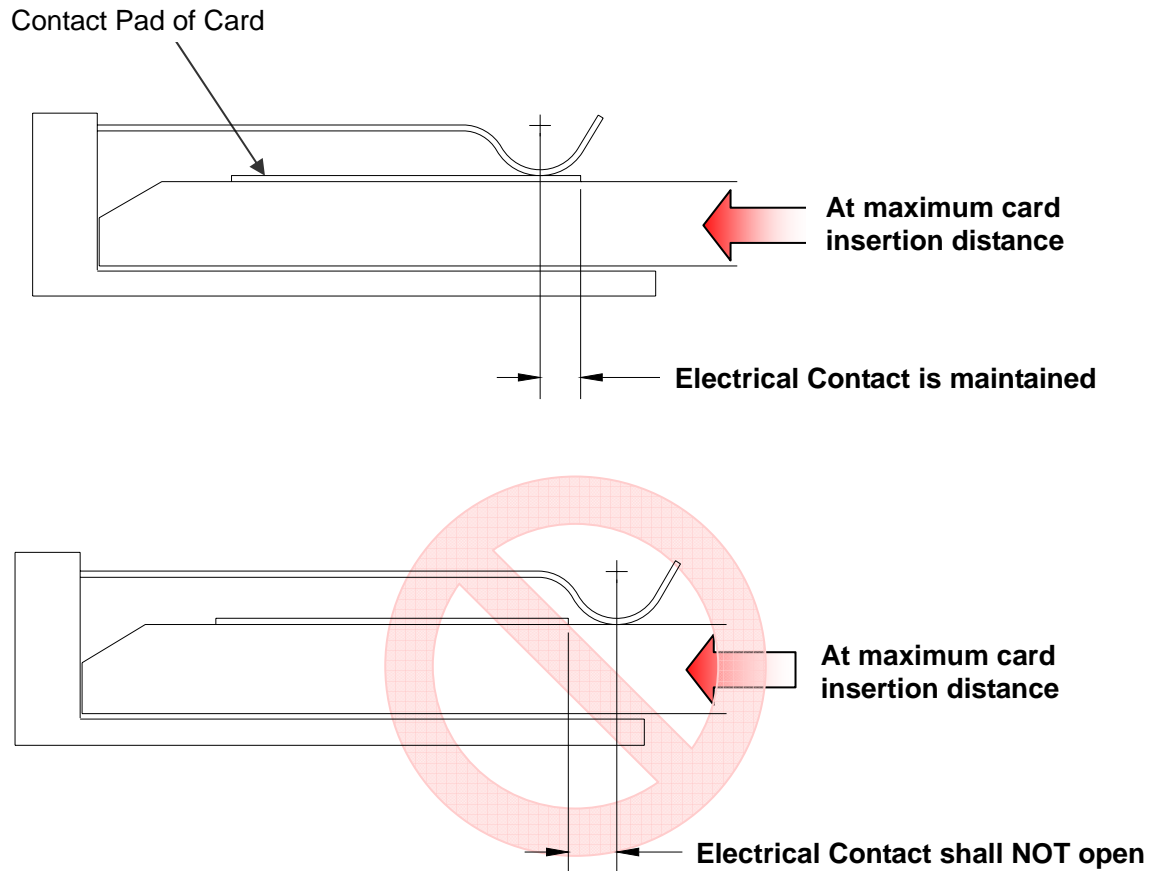 Contact Pad of Card
At maximum card
insertion distance
Electrical Contact is maintained
At maximum card
insertion distance
Electrical Contact shall NOT open